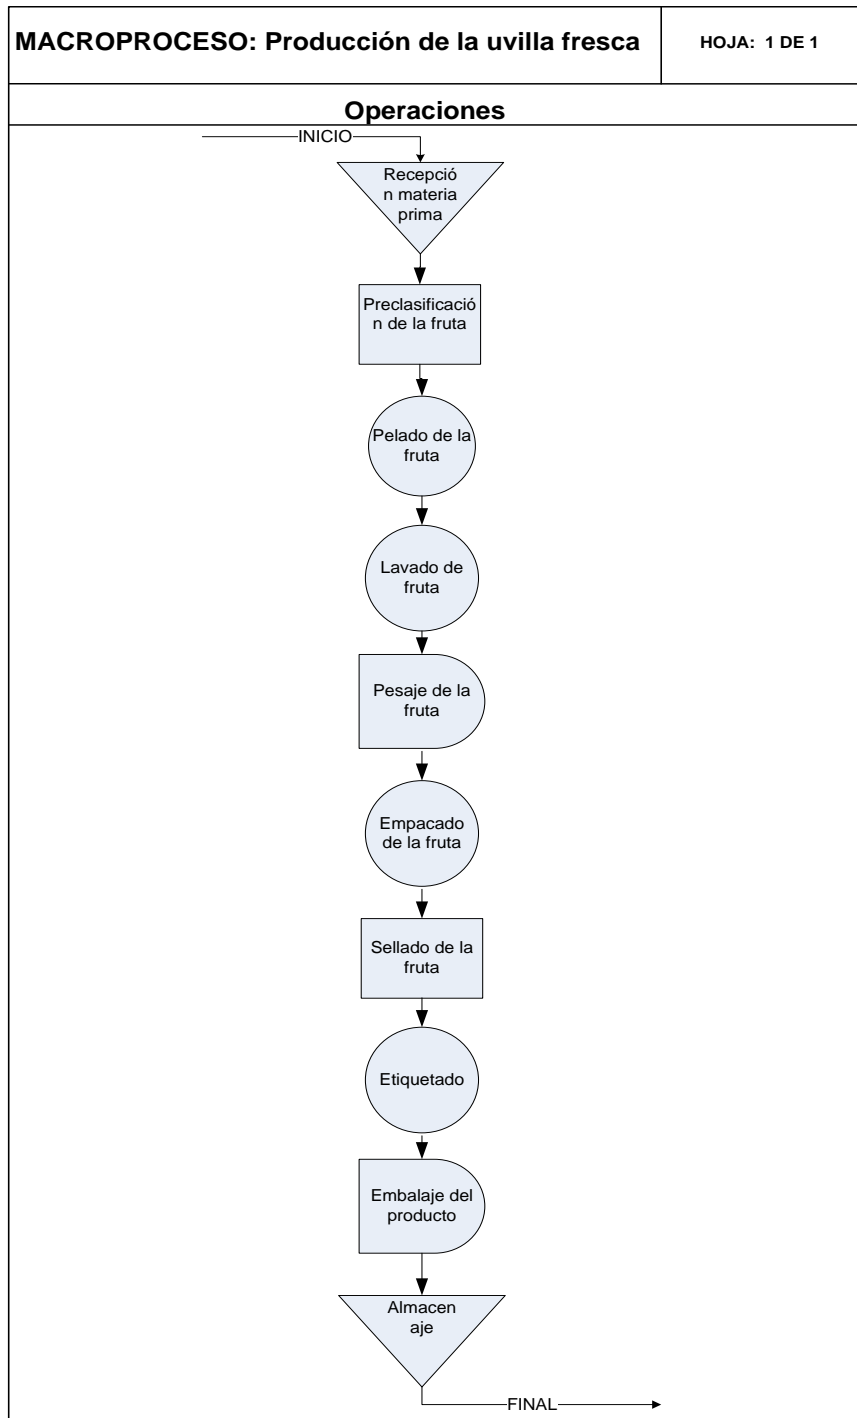 MACROPROCESO: Producción de la uvilla fresca
HOJA: 1 DE 1
Operaciones
INICIO
Recepció
n materia
prima
Preclasificació
n de la fruta
Pelado de la
fruta
Lavado de
fruta
Pesaje de la
fruta
Empacado
de la fruta
Sellado de la
fruta
Etiquetado
Embalaje del
producto
Almacen
aje
FINAL